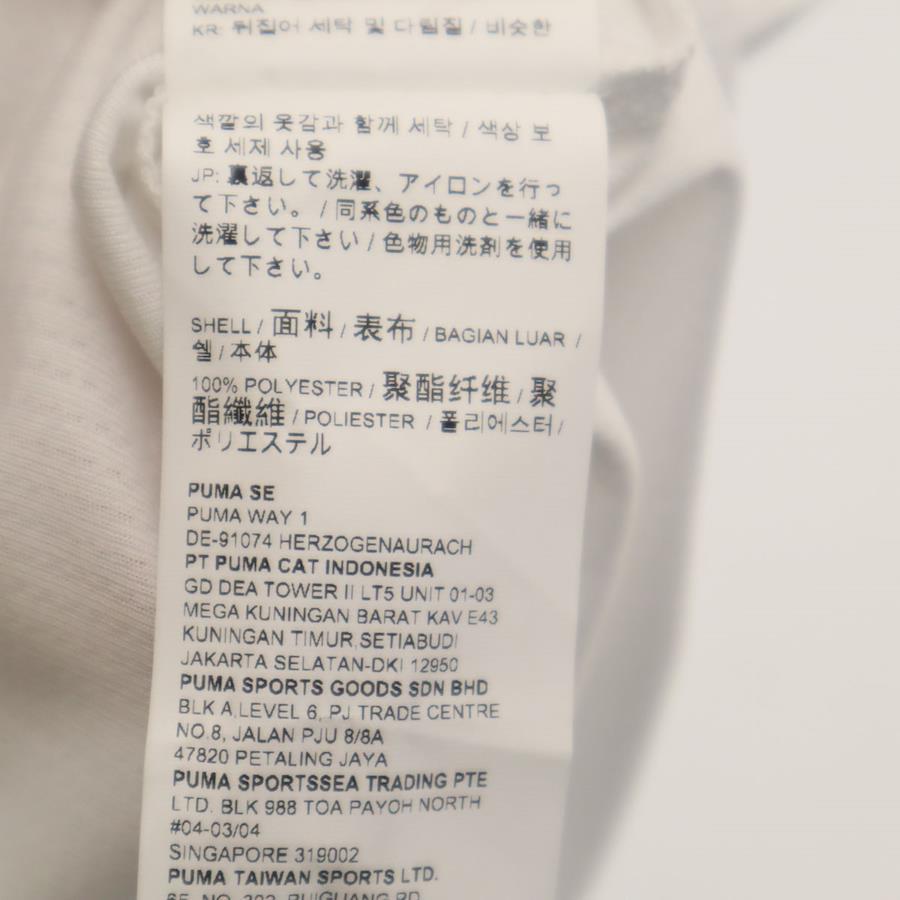 WARNA
KR: 뒤집어 세탁 및 다림질 / 비슷한
색깔의 옷감과 함께 세탁 / 색상 보
호 세제 사용
JP: 裏返して洗濯、アイロンを行っ
て下さい。 / 同系色のものと一緒に
洗濯して下さい / 色物用洗剤を使用
して下さい。
SHELL / 面料 / 表布 / BAGIAN LUAR /
쉘 / 本体
100% POLYESTER / 聚酯纤维 / 聚
酯纖維 / POLIESTER / 폴리에스터 /
ポリエステル
PUMA SE
PUMA WAY 1
DE-91074 HERZOGENAURACH
PT PUMA CAT INDONESIA
GD DEA TOWER II LT5 UNIT 01-03
MEGA KUNINGAN BARAT KAV E43
KUNINGAN TIMUR,SETIABUDI
JAKARTA SELATAN-DKI 12950
PUMA SPORTS GOODS SDN BHD
BLK A,LEVEL 6, PJ TRADE CENTRE
NO.8, JALAN PJU 8/8A
47820 PETALING JAYA
PUMA SPORTSSEA TRADING PTE
LTD. BLK 988 TOA PAYOH NORTH
#04-03/04
SINGAPORE 319002
PUMA TAIWAN SPORTS LTD.
6F, NO. 392, RUIGUANG RD